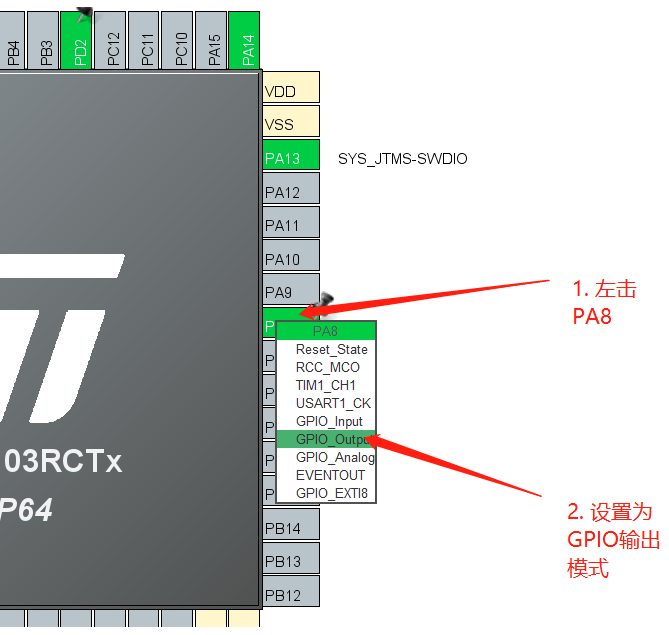 PB4
PB3
PD2
PC12
PC11
PC10
PA15
PA14
VDD
VSS
PA13 SYS_JTMS-SWDIO
PA12
PA11
PA10
PA9
P
PA8
Reset_State
RCC_MCO
TIM1_CH1
USART1_CK
GPIO_Input
GPIO_Outpu
GPIO_Analog
EVENTOUT
GPIO_EXTI8
P
P
P
P
P
PB14
PB13
PB12
03RCTx
P64
1. 左击
PA8
2. 设置为
GPIO输出
模式